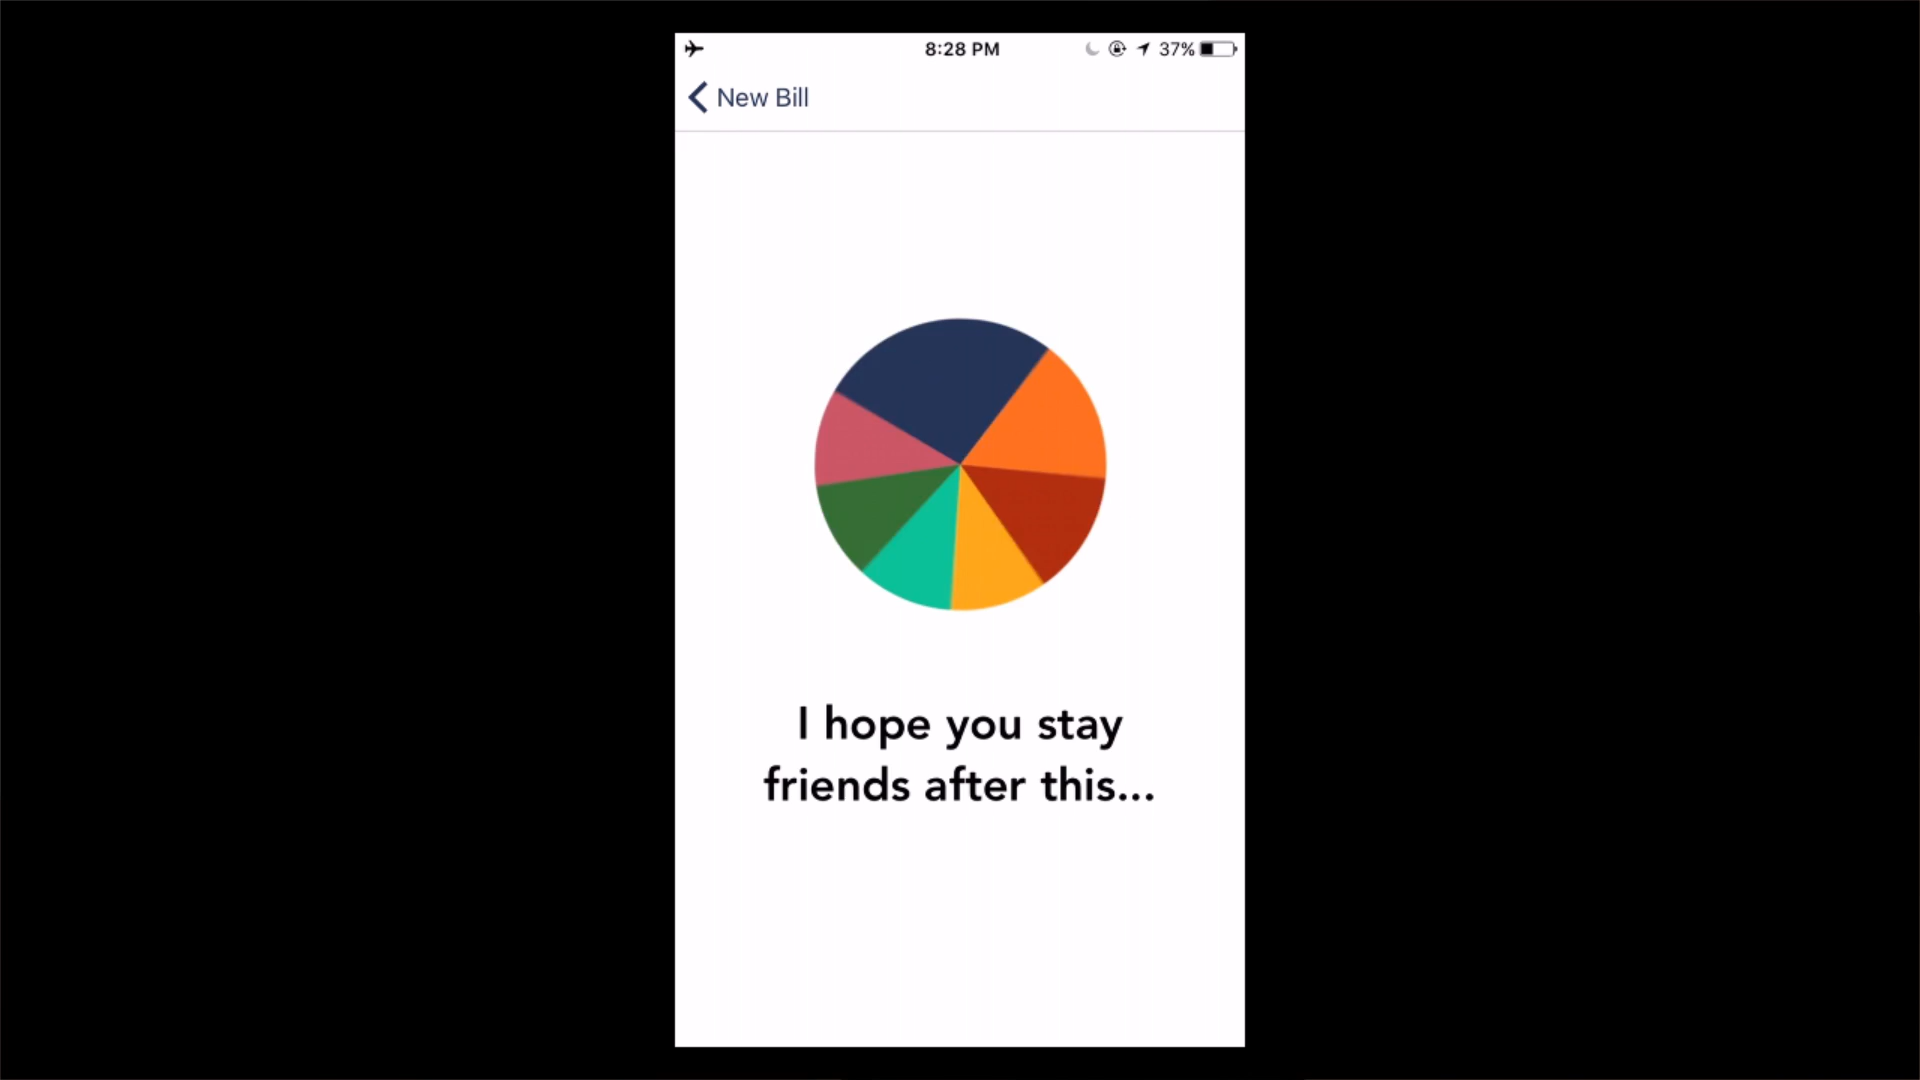 8:28 PM
37%
New Bill
I hope you stay
friends after this...